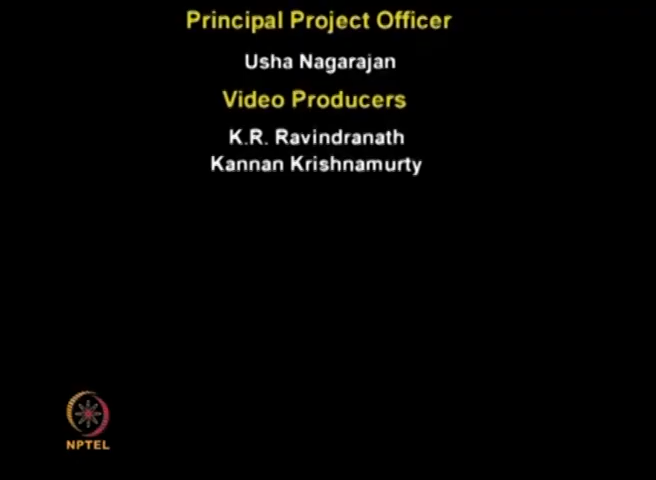 Principal Project Officer
Usha Nagarajan
Video Producers
K.R. Ravindranath
Kannan Krishnamurty
NPTEL